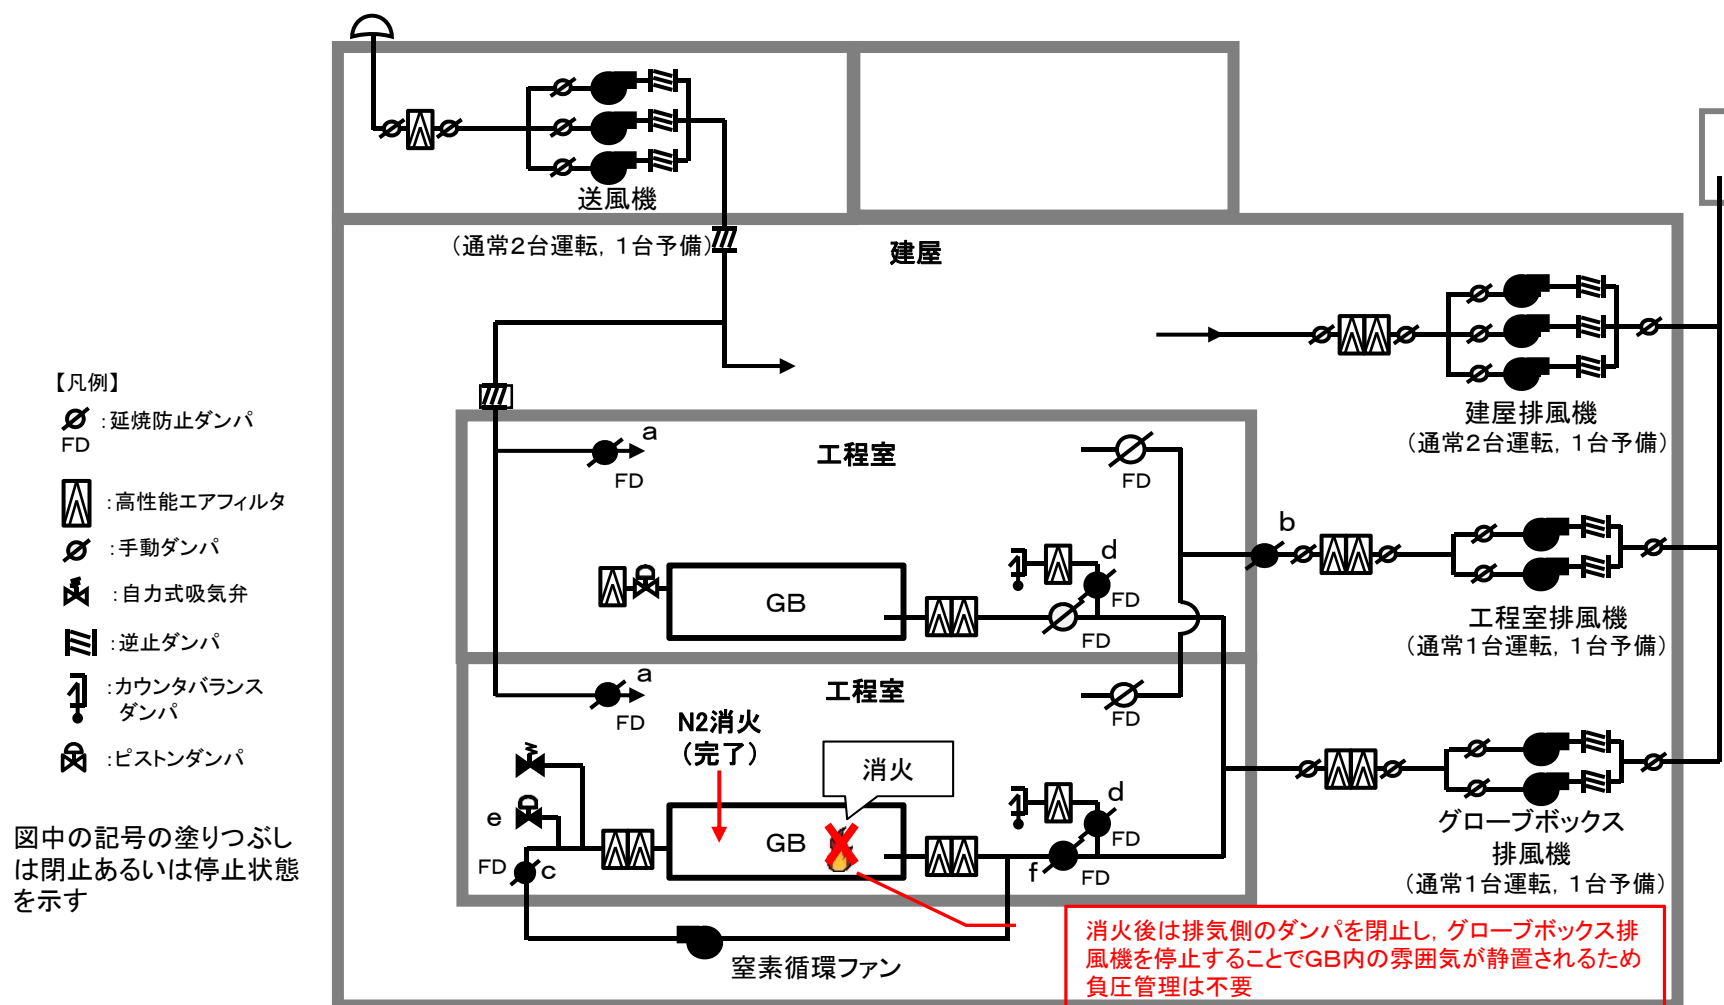 送風機
（通常２台運転，１台予備）
建屋
【凡例】
：延焼防止ダンパ
FD
：高性能エアフィルタ
：手動ダンパ
：自力式吸気弁
：逆止ダンパ
：カウンタバランス
ダンパ
：ピストンダンパ
図中の記号の塗りつぶし
は閉止あるいは停止状態
を示す
建屋排風機
（通常２台運転，１台予備）
a
FD
工程室
FD
b
d
FD
GB
FD
工程室排風機
（通常１台運転，１台予備）
a
FD
工程室
FD
N2消火
（完了）
消火
e
d
FD
GB
FD
c
f
FD
グローブボックス
排風機
（通常１台運転，１台予備）
窒素循環ファン
消火後は排気側のダンパを閉止し，グローブボックス排
風機を停止することでＧＢ内の雰囲気が静置されるため
負圧管理は不要